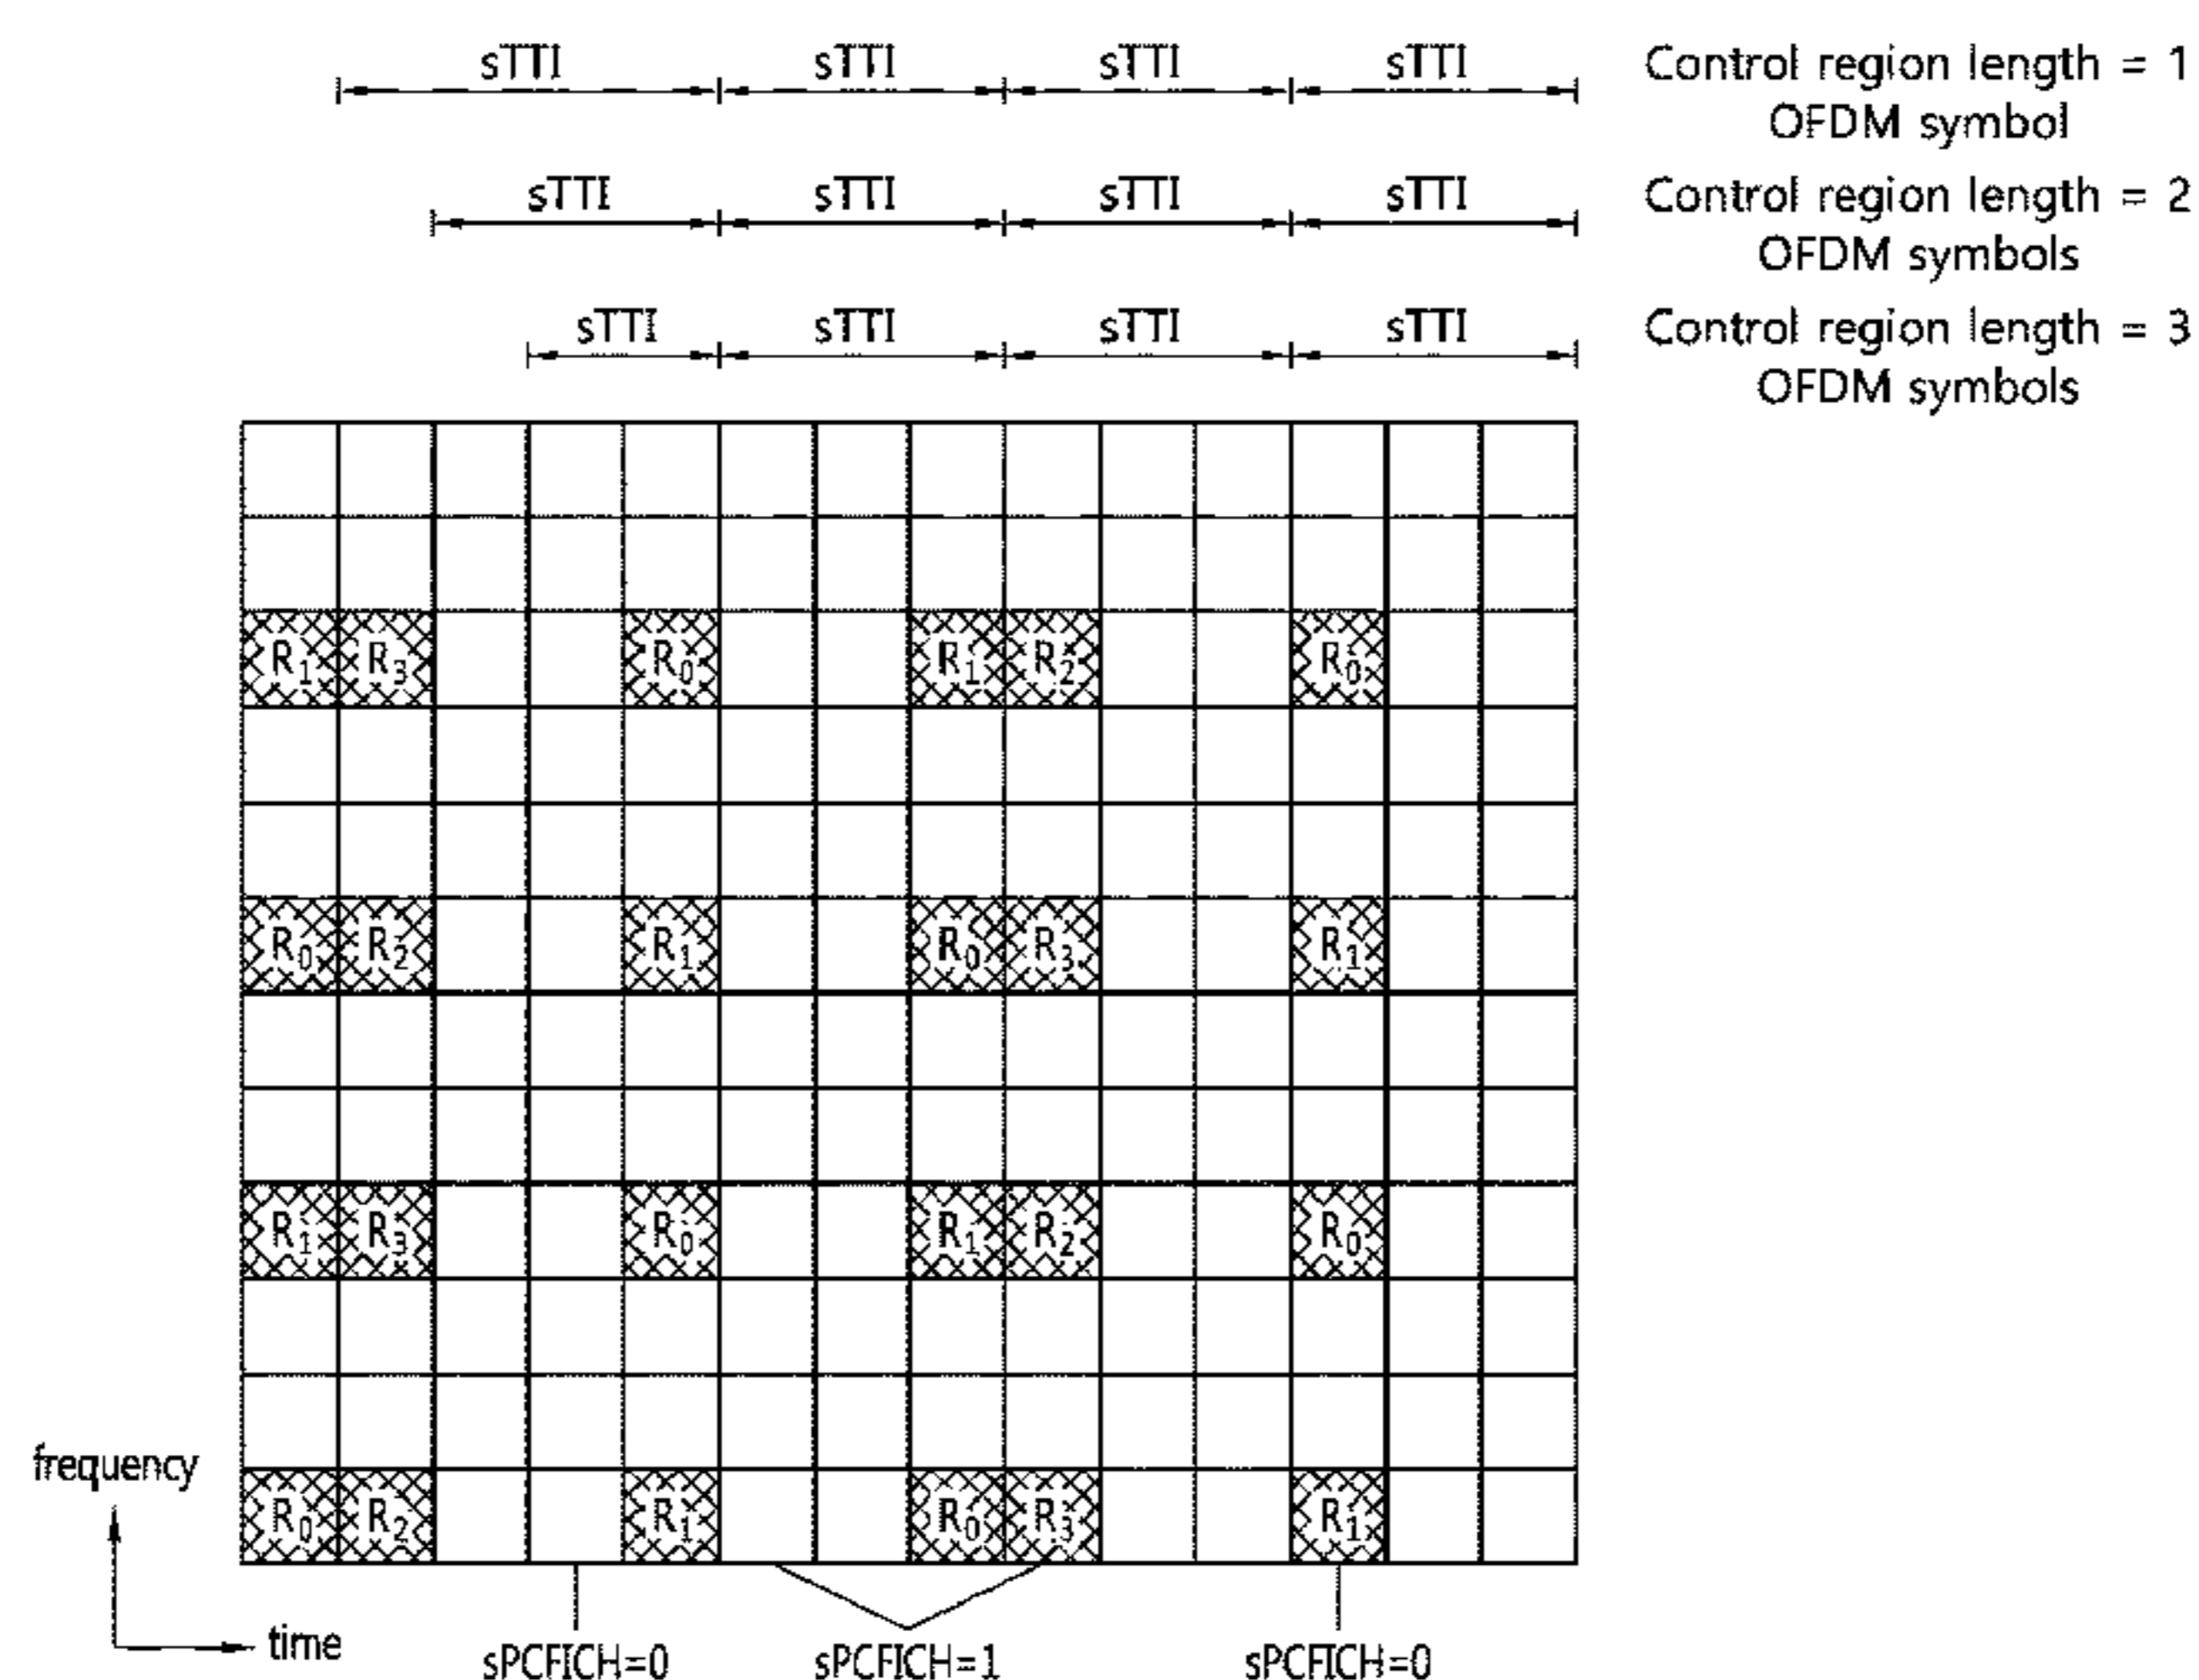 sTTI sTTI sTTI sTTI Control region length = 1
OFDM symbol
sTTI sTTI sTTI sTTI Control region length = 2
OFDM symbols
sTTI sTTI sTTI sTTI Control region length = 3
OFDM symbols
R1 R3 R0 R1 R2 R0
R0 R2 R1 R0 R3 R1
R1 R3 R0 R1 R2 R0
frequency
R0 R2 R1 R0 R3 R1
time
sPCFICH=0 sPCFICH=1 sPCFICH=0